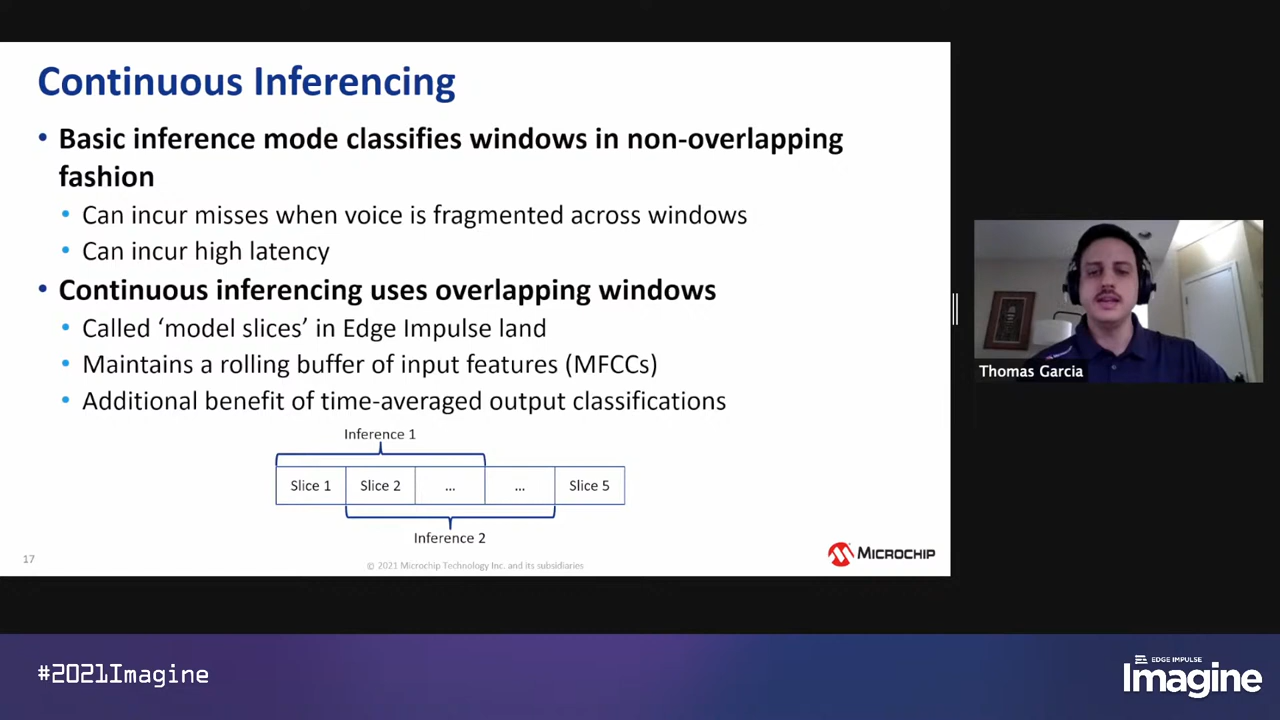 Continuous Inferencing
• Basic inference mode classifies windows in non-overlapping
fashion
• Can incur misses when voice is fragmented across windows
• Can incur high latency
• Continuous inferencing uses overlapping windows
• Called ‘model slices’ in Edge Impulse land
• Maintains a rolling buffer of input features (MFCCs)
• Additional benefit of time-averaged output classifications
Inference 1
Slice 1 Slice 2 ... ... Slice 5
Inference 2
17
© 2021 Microchip Technology Inc. and its subsidiaries
MICROCHIP
Thomas Garcia
#2021Imagine
EDGE IMPULSE
Imagine